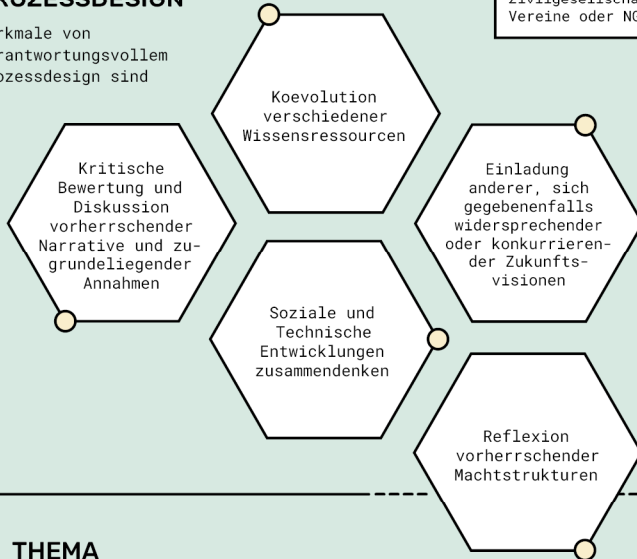 Zivilgesellscha
Vereine oder NG
ROZESSDESIGN
rkmale von
rantwortungsvollem
ozessdesign sind
Koevolution
verschiedener
Wissensressourcen
Kritische
Bewertung und
Diskussion
vorherrschender
Narrative und zu-
grundeliegender
Annahmen
Einladung
anderer, sich
gegebenenfalls
widersprechender
oder konkurrieren-
der Zukunfts-
visionen
Soziale und
Technische
Entwicklungen
zusammendenken
Reflexion
vorherrschender
Machtstrukturen
THEMA